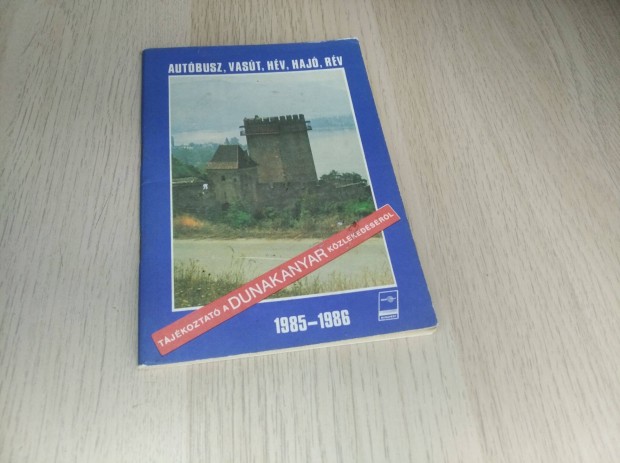 AUTÓBUSZ, VASÚT, HÉV, HAJÓ, RÉV
TÁJÉKOZTATÓ A DUNAKANYAR KÖZLEKEDÉSÉRŐL
1985–1986